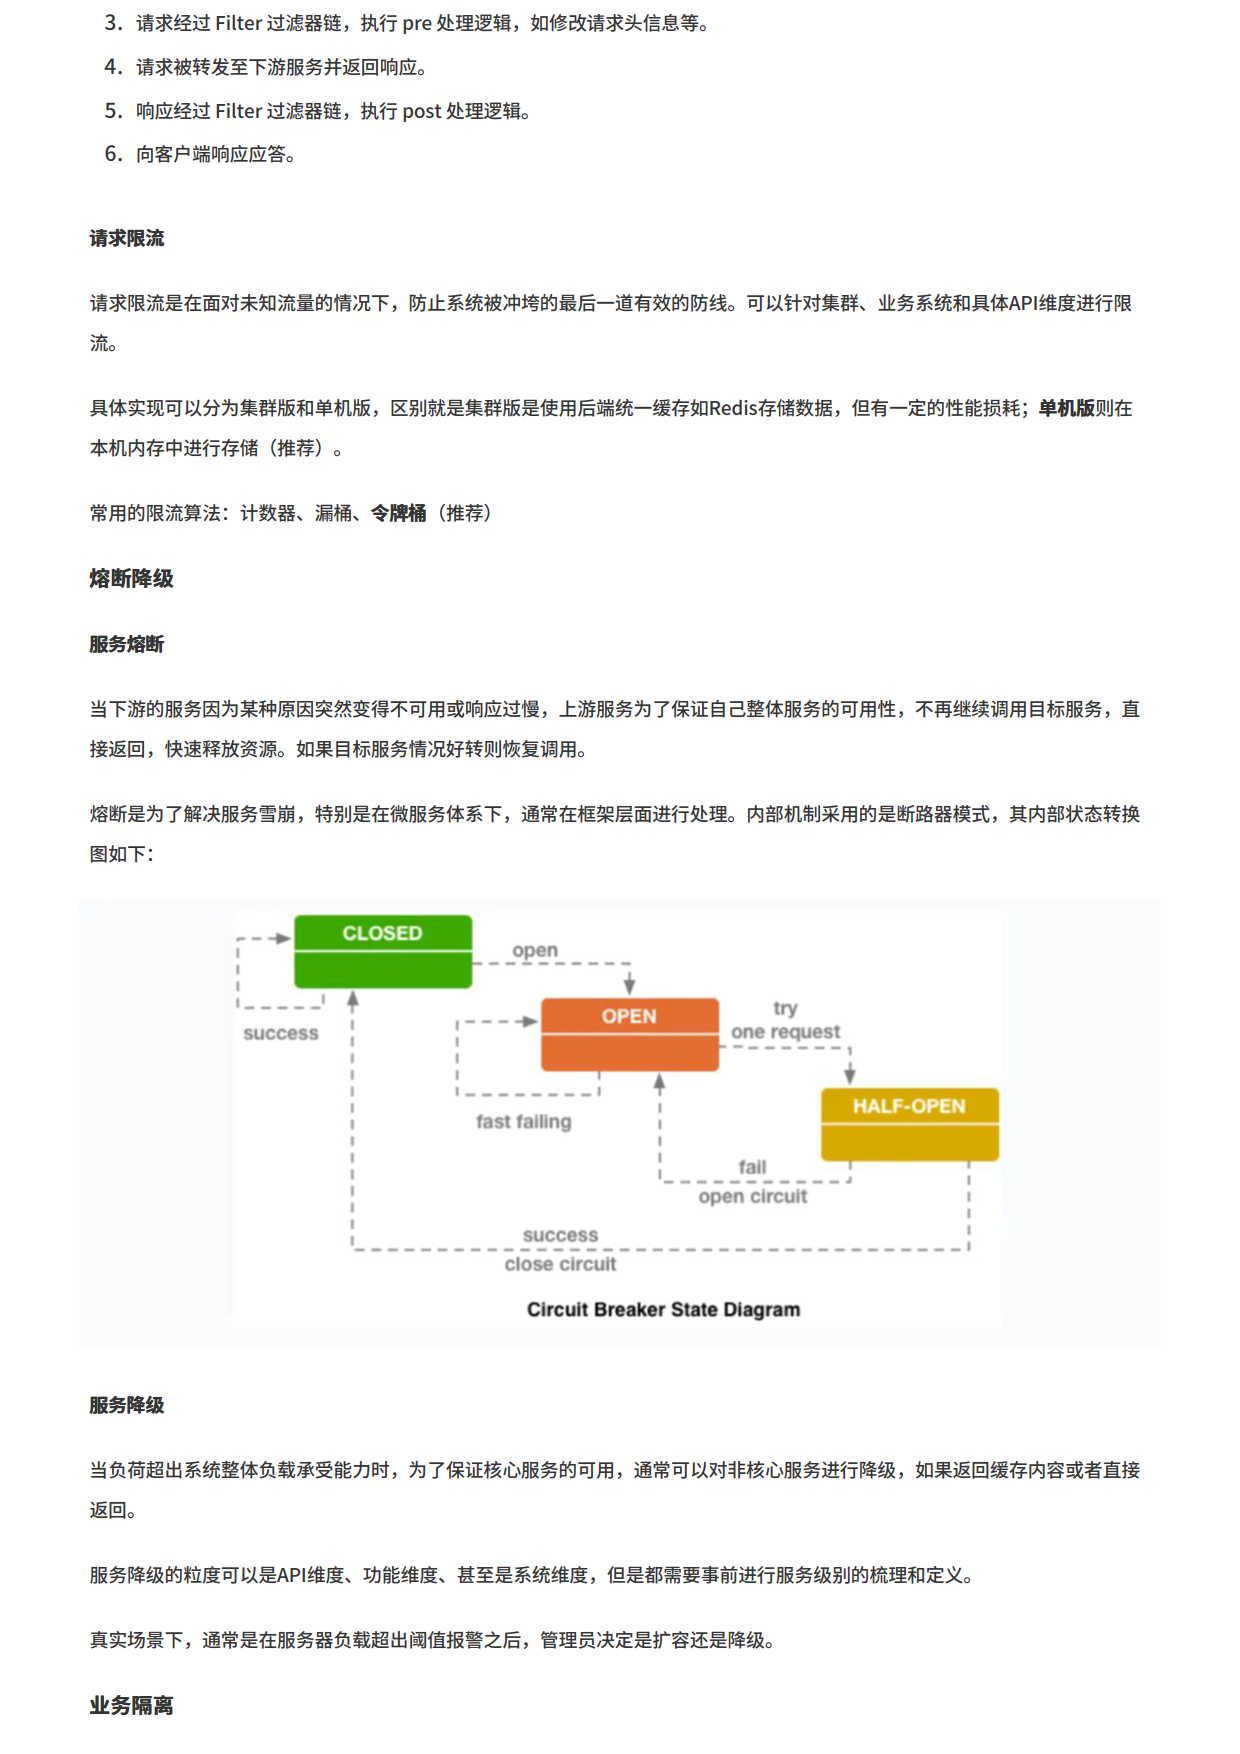 3. 请求经过 Filter 过滤器链，执行 pre 处理逻辑，如修改请求头信息等。
4. 请求被转发至下游服务并返回响应。
5. 响应经过 Filter 过滤器链，执行 post 处理逻辑。
6. 向客户端响应应答。
请求限流
请求限流是在面对未知流量的情况下，防止系统被冲垮的最后一道有效的防线。可以针对集群、业务系统和具体API维度进行限
流。
具体实现可以分为集群版和单机版，区别就是集群版是使用后端统一缓存如Redis存储数据，但有一定的性能损耗；单机版则在
本机内存中进行存储（推荐）。
常用的限流算法：计数器、漏桶、令牌桶（推荐）
熔断降级
服务熔断
当下游的服务因为某种原因突然变得不可用或响应过慢，上游服务为了保证自己整体服务的可用性，不再继续调用目标服务，直
接返回，快速释放资源。如果目标服务情况好转则恢复调用。
熔断是为了解决服务雪崩，特别是在微服务体系下，通常在框架层面进行处理。内部机制采用的是断路器模式，其内部状态转换
图如下：
CLOSED
open
success
OPEN
try
one request
fast failing
HALF-OPEN
fail
open circuit
success
close circuit
Circuit Breaker State Diagram
服务降级
当负荷超出系统整体负载承受能力时，为了保证核心服务的可用，通常可以对非核心服务进行降级，如果返回缓存内容或者直接
返回。
服务降级的粒度可以是API维度、功能维度、甚至是系统维度，但是都需要事前进行服务级别的梳理和定义。
真实场景下，通常是在服务器负载超出阈值报警之后，管理员决定是扩容还是降级。
业务隔离